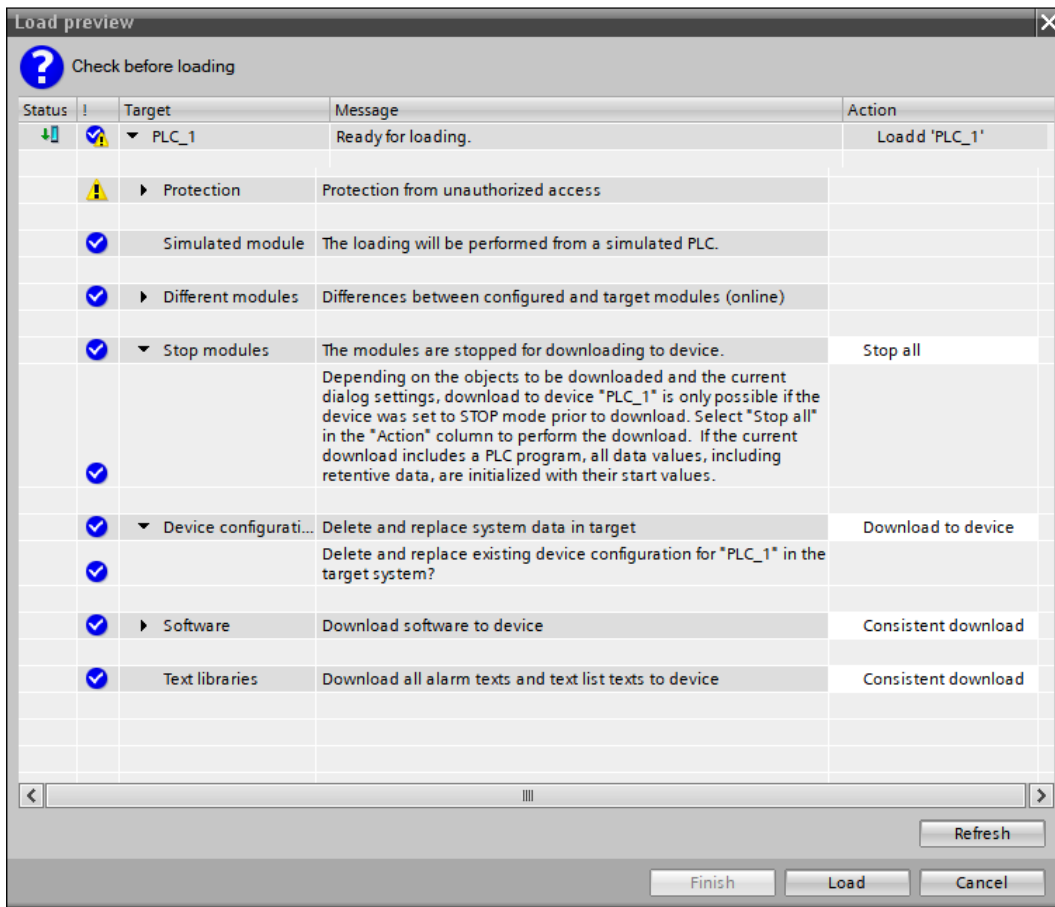 Load preview
Check before loading
Status ! Target Message Action
PLC_1 Ready for loading. Loadd 'PLC_1'
Protection Protection from unauthorized access
Simulated module The loading will be performed from a simulated PLC.
Different modules Differences between configured and target modules (online)
Stop modules The modules are stopped for downloading to device. Stop all
Depending on the objects to be downloaded and the current
dialog settings, download to device "PLC_1" is only possible if the
device was set to STOP mode prior to download. Select "Stop all"
in the "Action" column to perform the download. If the current
download includes a PLC program, all data values, including
retentive data, are initialized with their start values.
Device configurati... Delete and replace system data in target Download to device
Delete and replace existing device configuration for "PLC_1" in the
target system?
Software Download software to device Consistent download
Text libraries Download all alarm texts and text list texts to device Consistent download
Refresh
Finish Load Cancel